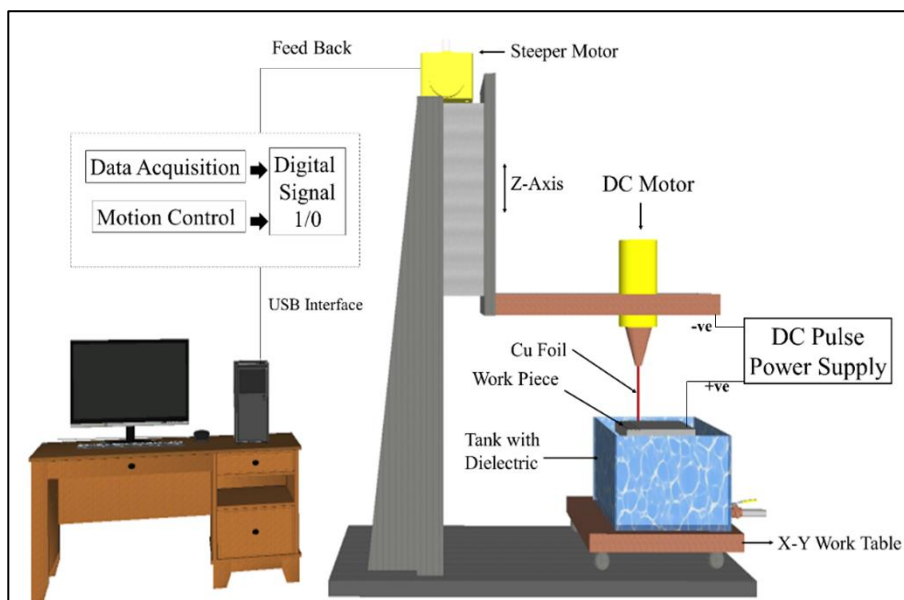 Feed Back
Steeper Motor
Data Acquisition
Motion Control
Digital
Signal
1/0
Z-Axis
DC Motor
USB Interface
-ve
DC Pulse
Power Supply
+ve
Cu Foil
Work Piece
Tank with
Dielectric
X-Y Work Table